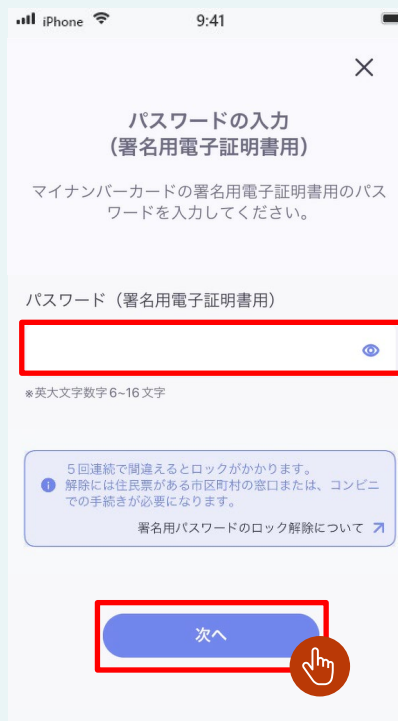 iPhone 9:41
パスワードの入力
（署名用電子証明書用）
マイナンバーカードの署名用電子証明書用のパス
ワードを入力してください。
パスワード（署名用電子証明書用）
※英大文字数字6~16文字
5回連続で間違えるとロックがかかります。
解除には住民票がある市区町村の窓口または、コンビニ
での手続きが必要になります。
署名用パスワードのロック解除について
次へ